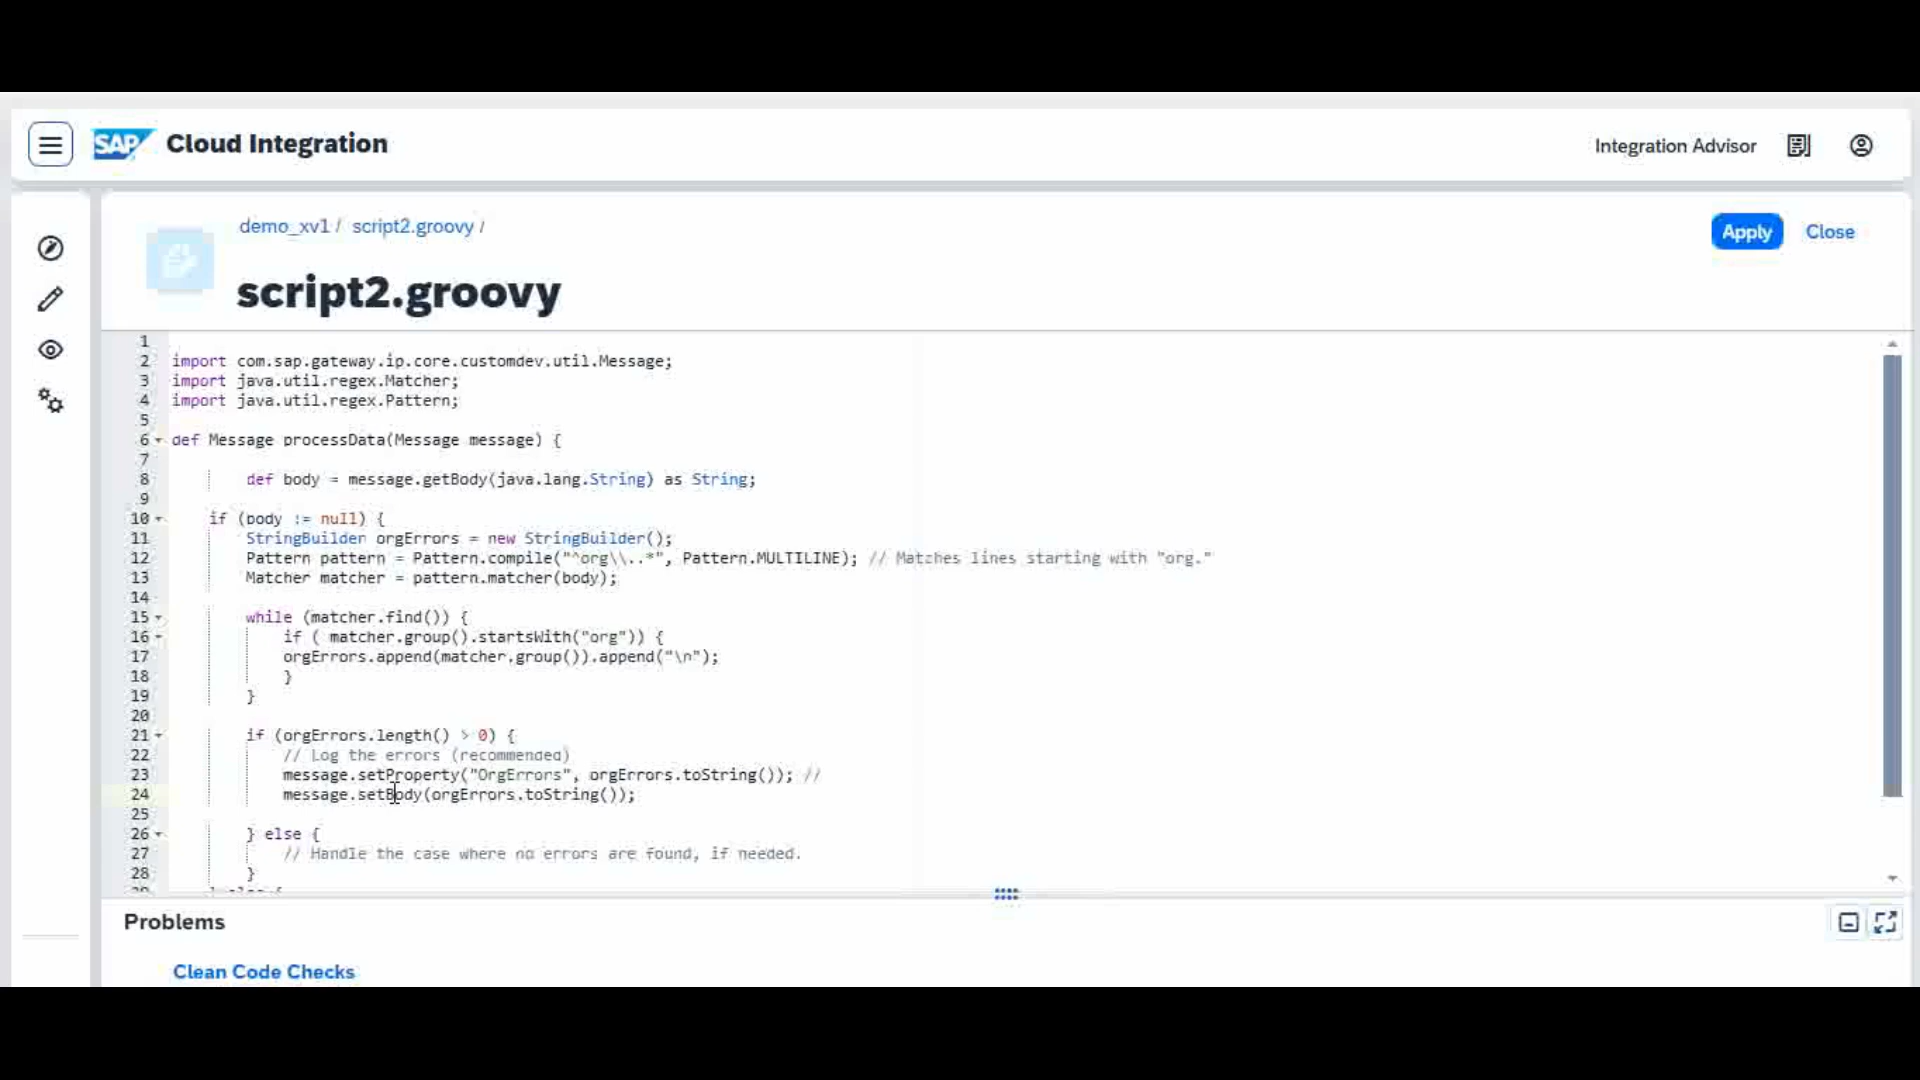 SAP Cloud Integration
Integration Advisor
demo_xv1 / script2.groovy /
Apply Close
script2.groovy
1
2 import com.sap.gateway.ip.core.customdev.util.Message;
3 import java.util.regex.Matcher;
4 import java.util.regex.Pattern;
5
6 def Message processData(Message message) {
7
8 def body = message.getBody(java.lang.String) as String;
9
10 if (body != null) {
11 StringBuilder orgErrors = new StringBuilder();
12 Pattern pattern = Pattern.compile("^org\\..*", Pattern.MULTILINE); // Matches lines starting with "org."
13 Matcher matcher = pattern.matcher(body);
14
15 while (matcher.find()) {
16 if ( matcher.group().startsWith("org")) {
17 orgErrors.append(matcher.group()).append("\n");
18 }
19 }
20
21 if (orgErrors.length() > 0) {
22 // Log the errors (recommended)
23 message.setProperty("OrgErrors", orgErrors.toString()); //
24 message.setBody(orgErrors.toString());
25
26 } else {
27 // Handle the case where no errors are found, if needed.
28 }
29 } else {
Problems
Clean Code Checks